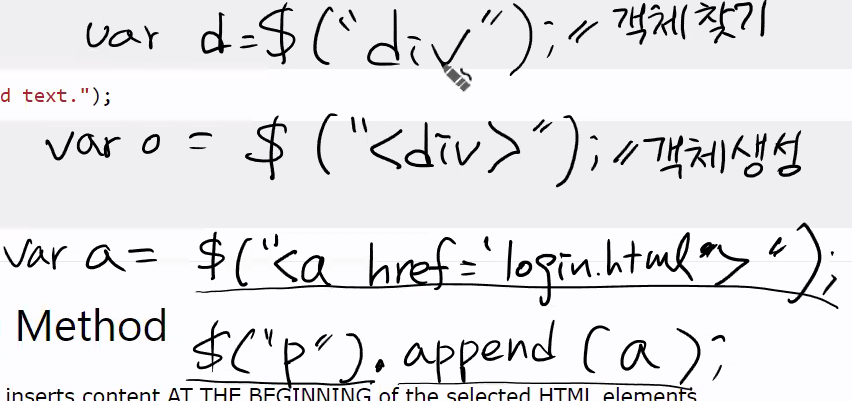 var d=$("div"); // 객체 찾기
d text.");
var o = $("<div>"); // 객체생성
var a= $("<a href='login.html'>");
Method
$("p").append(a);
inserts content AT THE BEGINNING of the selected HTML elements